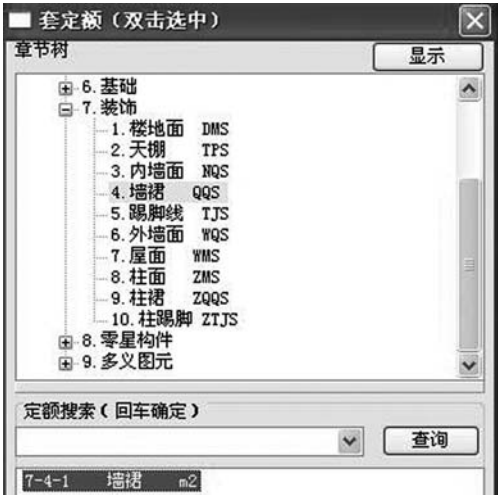 套定额（双击选中）
章节树
显示
6.基础
7.装饰
1.楼地面 DMS
2.天棚 TPS
3.内墙面 NQS
4.墙裙 QQS
5.踢脚线 TJS
6.外墙面 WQS
7.屋面 WMS
8.柱面 ZMS
9.柱裙 ZQQS
10.柱踢脚 ZTJS
8.零星构件
9.多义图元
定额搜索(回车确定)
查询
7-4-1 墙裙 m2